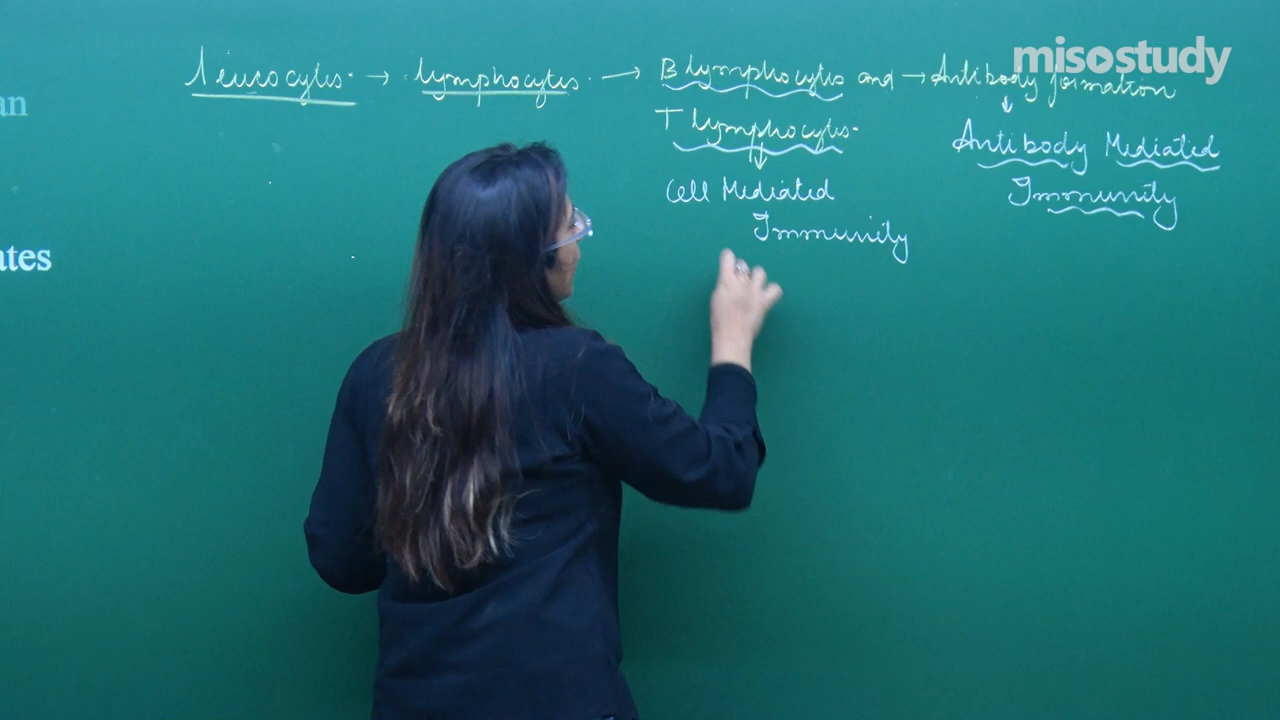 misostudy
leucocytes → lymphocytes → B lymphocytes and → Antibody formation
an
T lymphocytes
Antibody Mediated
Cell Mediated
Immunity
Immunity
ates